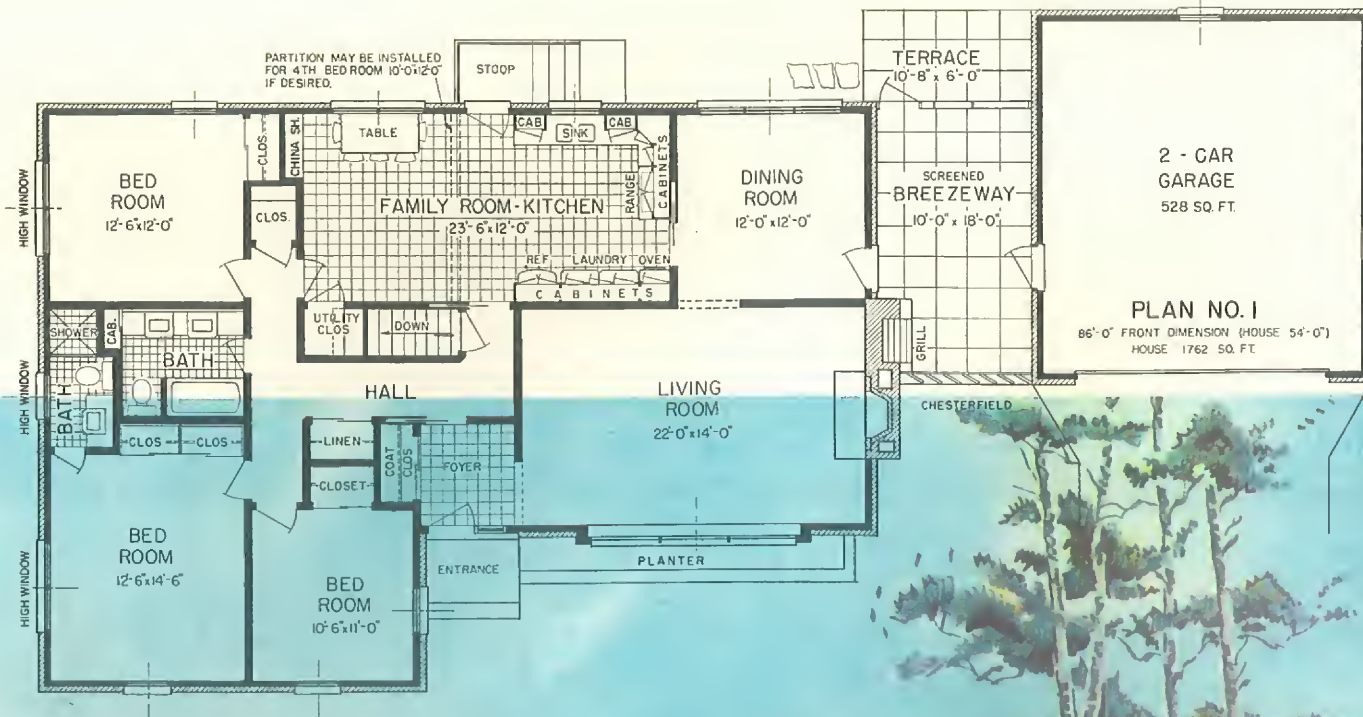 PARTITION MAY BE INSTALLED
FOR 4TH BED ROOM 10'-0"x12'-0"
IF DESIRED.
STOOP
TERRACE
10'-8" x 6'-0"
HIGH WINDOW
BED
ROOM
12'-6"x12'-0"
CLOS.
CHINA SH.
TABLE
CAB
SINK
CAB
CABINETS
RANGE
CLOS.
FAMILY ROOM-KITCHEN
23'-6"x12'-0"
REF. LAUNDRY OVEN
CABINETS
DINING
ROOM
12'-0"x12'-0"
SCREENED
BREEZEWAY
10'-0" x 18'-0"
2 - CAR
GARAGE
528 SQ. FT.
PLAN NO. 1
86'-0" FRONT DIMENSION (HOUSE 54'-0")
HOUSE 1762 SQ. FT.
SHOWER
CAB.
BATH
UTILITY
CLOS
DOWN
GRILL
HIGH WINDOW
BATH
HALL
LIVING
ROOM
22'-0"x14'-0"
CHESTERFIELD
CLOS
CLOS
LINEN
COAT
CLOS
FOYER
CLOSET
HIGH WINDOW
BED
ROOM
12'-6"x14'-6"
BED
ROOM
10'-6"x11'-0"
ENTRANCE
PLANTER